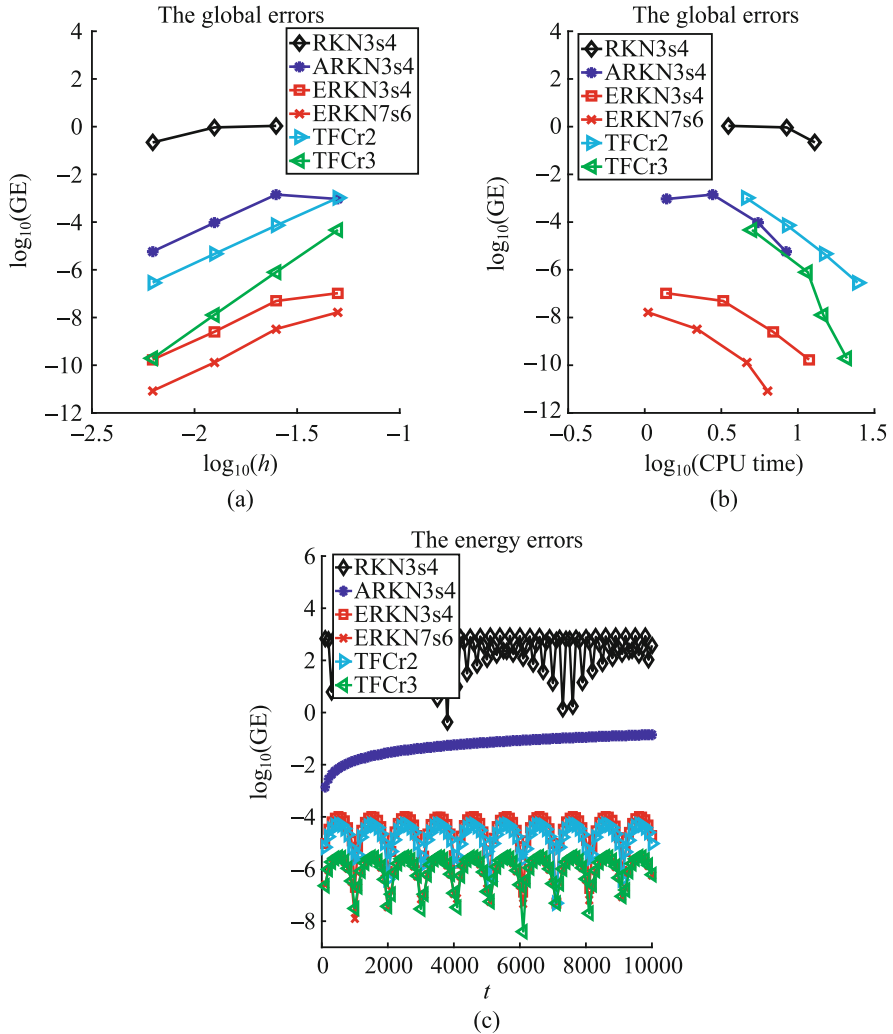 The global errors
4
2
0
−2
−4
−6
−8
−10
−12
log10(GE)
RKN3s4
ARKN3s4
ERKN3s4
ERKN7s6
TFCr2
TFCr3
−2.5
−2
−1.5
−1
log10(h)
(a)
The global errors
4
2
0
−2
−4
−6
−8
−10
−12
log10(GE)
RKN3s4
ARKN3s4
ERKN3s4
ERKN7s6
TFCr2
TFCr3
−0.5
0
0.5
1
1.5
log10(CPU time)
(b)
The energy errors
6
4
2
0
−2
−4
−6
−8
log10(GE)
RKN3s4
ARKN3s4
ERKN3s4
ERKN7s6
TFCr2
TFCr3
0
2000
4000
6000
8000
10000
t
(c)